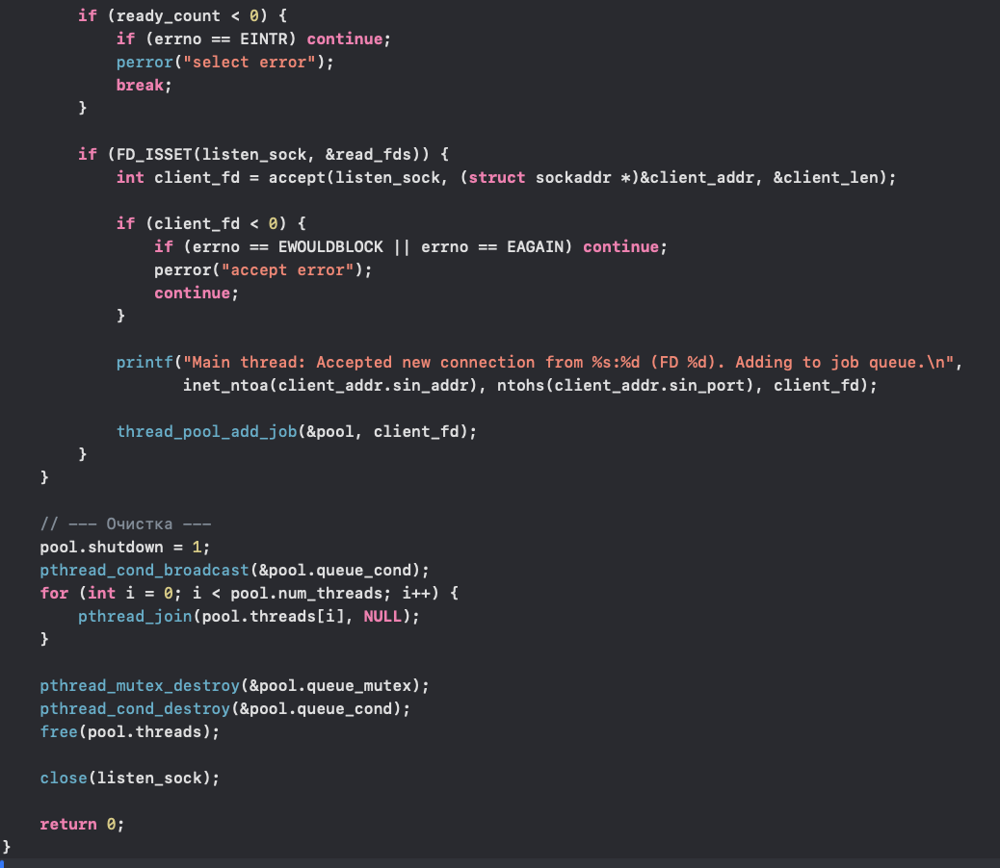 if (ready_count < 0) {
if (errno == EINTR) continue;
perror("select error");
break;
}
if (FD_ISSET(listen_sock, &read_fds)) {
int client_fd = accept(listen_sock, (struct sockaddr *)&client_addr, &client_len);
if (client_fd < 0) {
if (errno == EWOULDBLOCK || errno == EAGAIN) continue;
perror("accept error");
continue;
}
printf("Main thread: Accepted new connection from %s:%d (FD %d). Adding to job queue.\n",
inet_ntoa(client_addr.sin_addr), ntohs(client_addr.sin_port), client_fd);
thread_pool_add_job(&pool, client_fd);
}
}
// --- Очистка ---
pool.shutdown = 1;
pthread_cond_broadcast(&pool.queue_cond);
for (int i = 0; i < pool.num_threads; i++) {
pthread_join(pool.threads[i], NULL);
}
pthread_mutex_destroy(&pool.queue_mutex);
pthread_cond_destroy(&pool.queue_cond);
free(pool.threads);
close(listen_sock);
return 0;
}